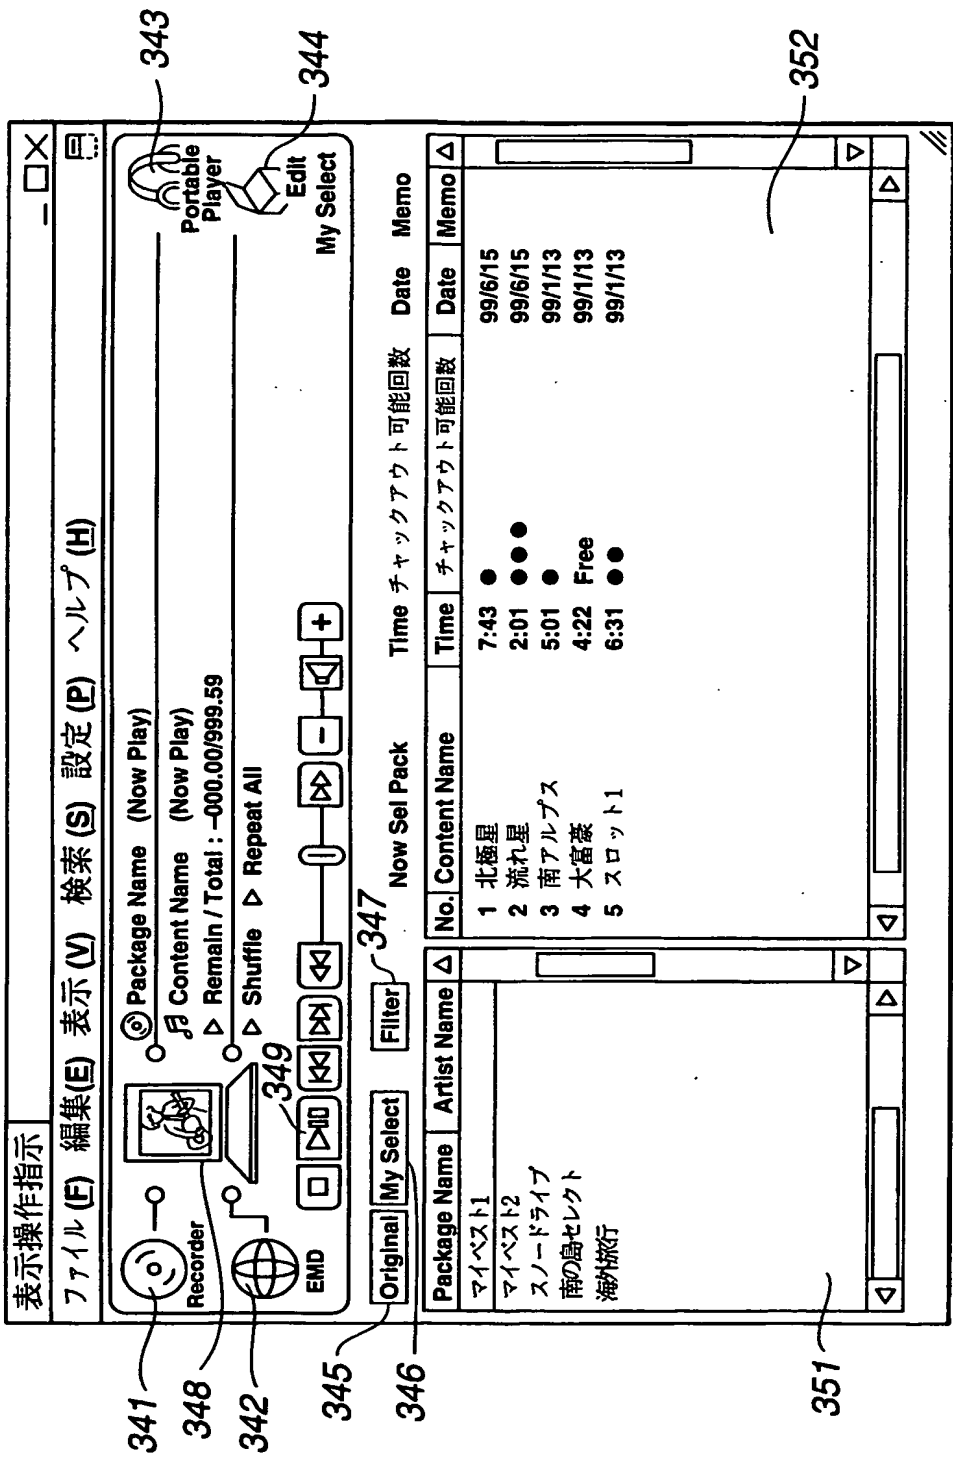 表示操作指示
ファイル (F) 編集(E) 表示 (V) 検索 (S) 設定 (P) ヘルプ (H)
341
Recorder
348
342
EMD
Package Name (Now Play)
Content Name (Now Play)
▷ Remain / Total : –000.00/999.59
▷ Shuffle ▷ Repeat All
349
– +
343
Portable
Player
344
Edit
My Select
345
Original
My Select
346
Filter
347
Now Sel Pack Time チャックアウト可能回数 Date Memo
Package Name Artist Name
マイベスト1
マイベスト2
スノードライブ
南の島セレクト
海外旅行
351
No. Content Name Time チャックアウト可能回数 Date Memo
1 北極星 7:43 ● 99/6/15
2 流れ星 2:01 ●●● 99/6/15
3 南アルプス 5:01 ● 99/1/13
4 大富豪 4:22 Free 99/1/13
5 スロット1 6:31 ●● 99/1/13
352